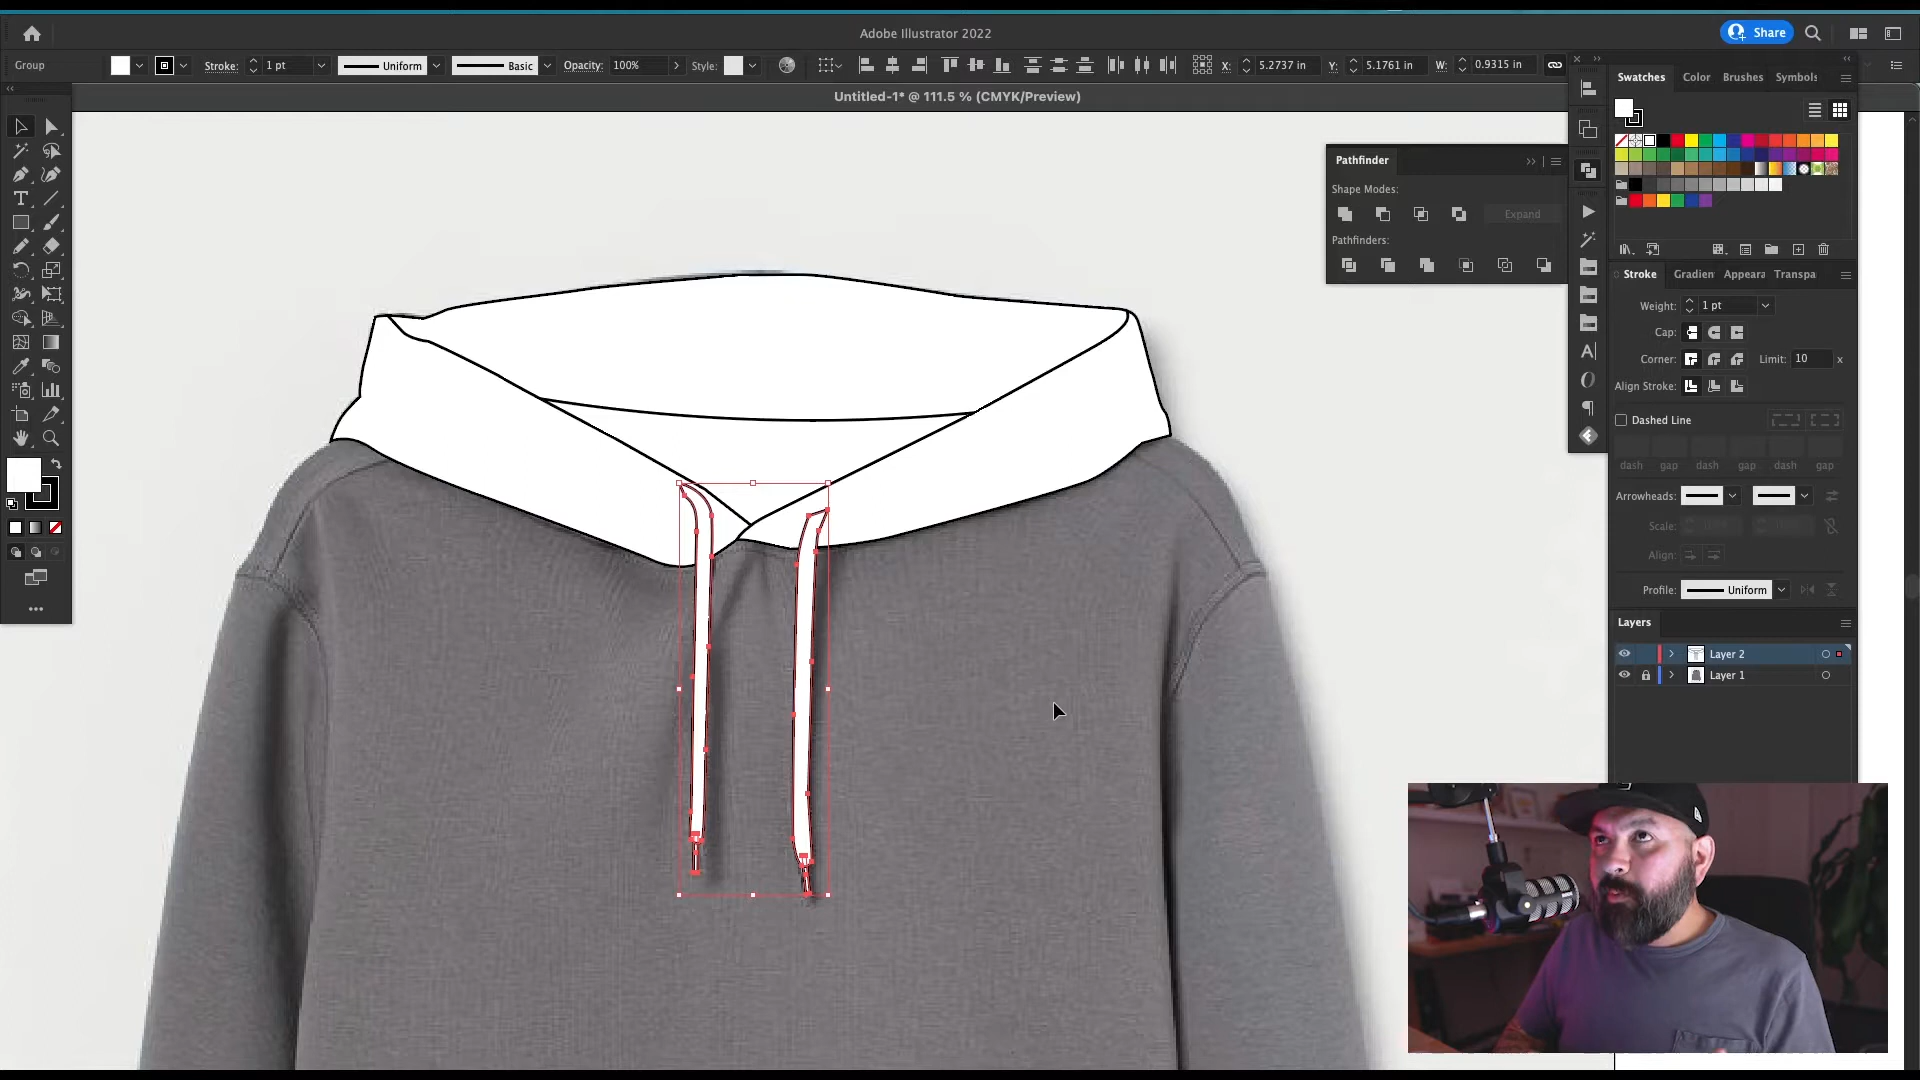 Adobe Illustrator 2022
Share
Group
Stroke:
1 pt
Uniform
Basic
Opacity:
100%
Style:
X:
5.2737 in
Y:
5.1761 in
W:
0.9315 in
Untitled-1* @ 111.5 % (CMYK/Preview)
Swatches
Color
Brushes
Symbols
Pathfinder
Shape Modes:
Expand
Pathfinders:
Stroke
Gradien
Appeara
Transpa
Weight:
1 pt
Cap:
Corner:
Limit:
10
x
Align Stroke:
Dashed Line
dash
gap
dash
gap
dash
gap
Arrowheads:
Scale:
Align:
Profile:
Uniform
Layers
Layer 2
Layer 1